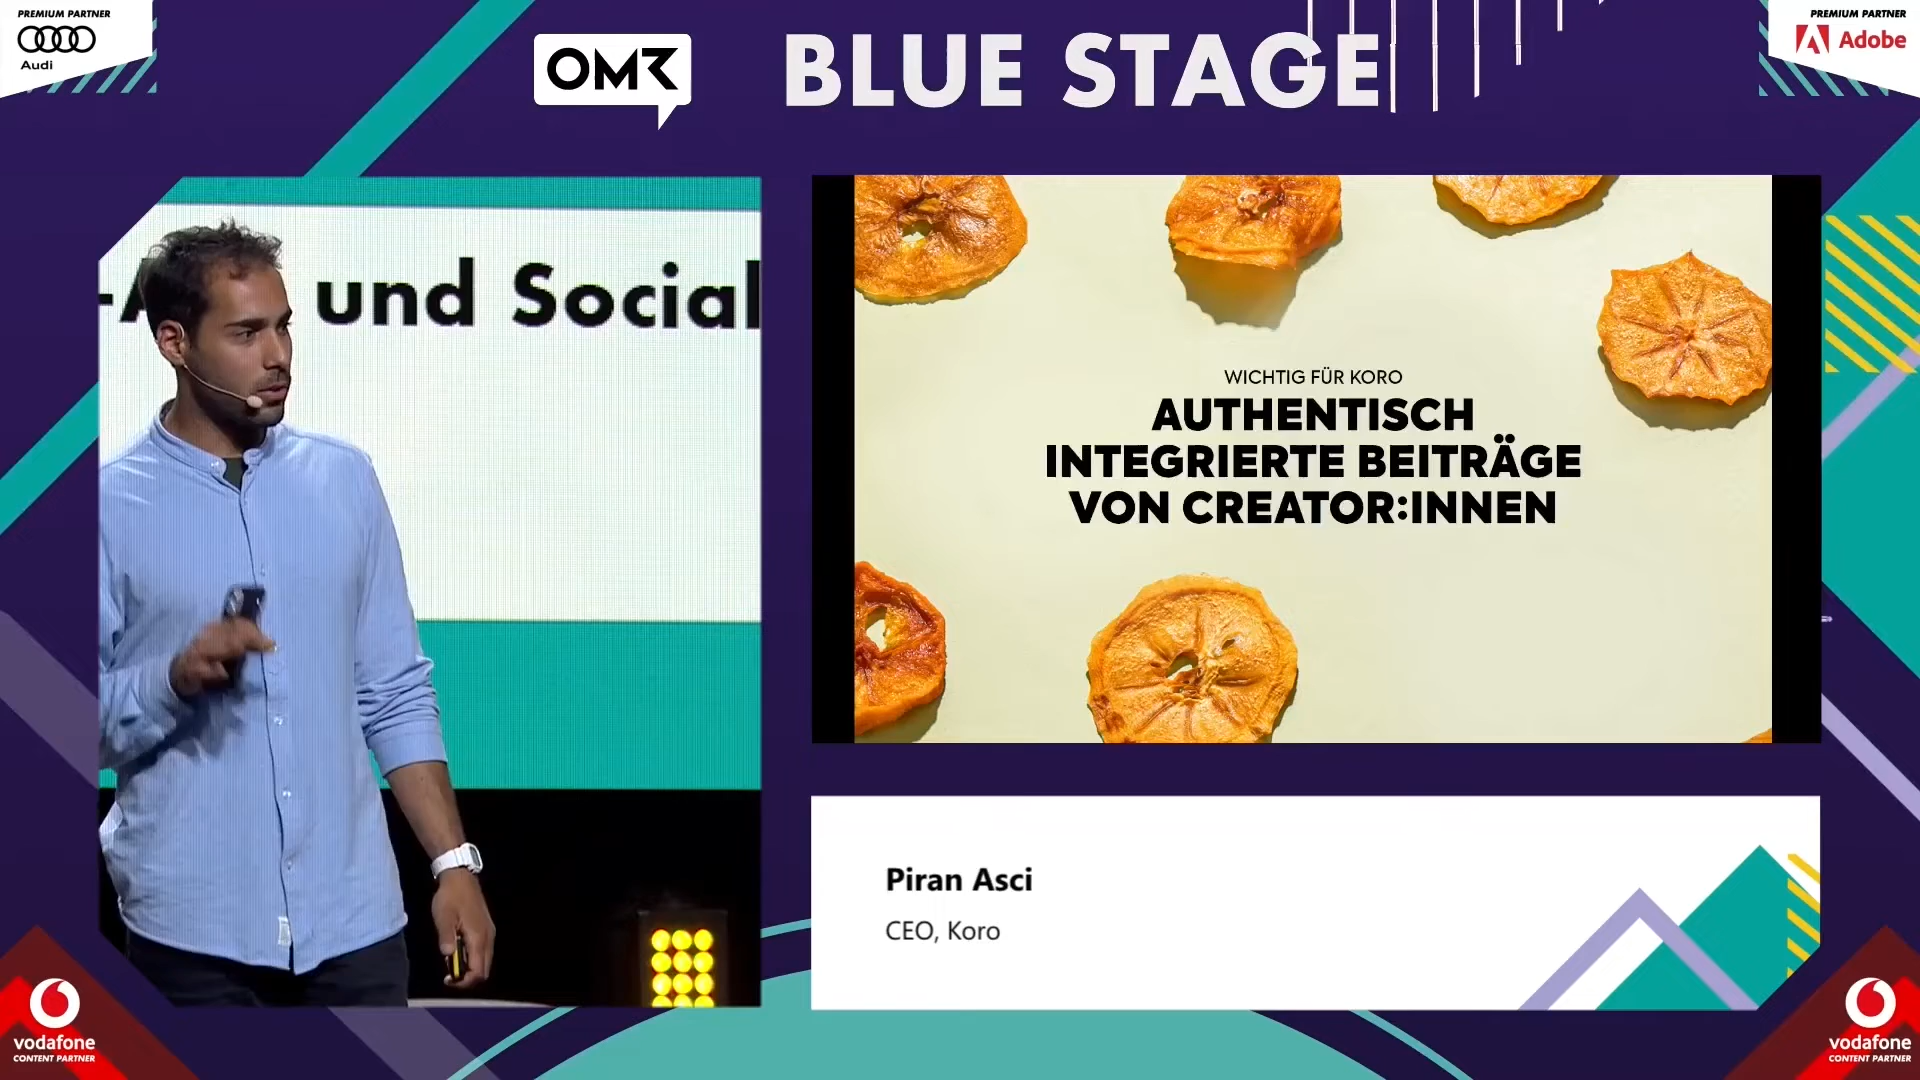 PREMIUM PARTNER
Audi
OMR
BLUE STAGE
PREMIUM PARTNER
Adobe
und Social
WICHTIG FÜR KORO
AUTHENTISCH
INTEGRIERTE BEITRÄGE
VON CREATOR:INNEN
Piran Asci
CEO, Koro
vodafone
CONTENT PARTNER
vodafone
CONTENT PARTNER